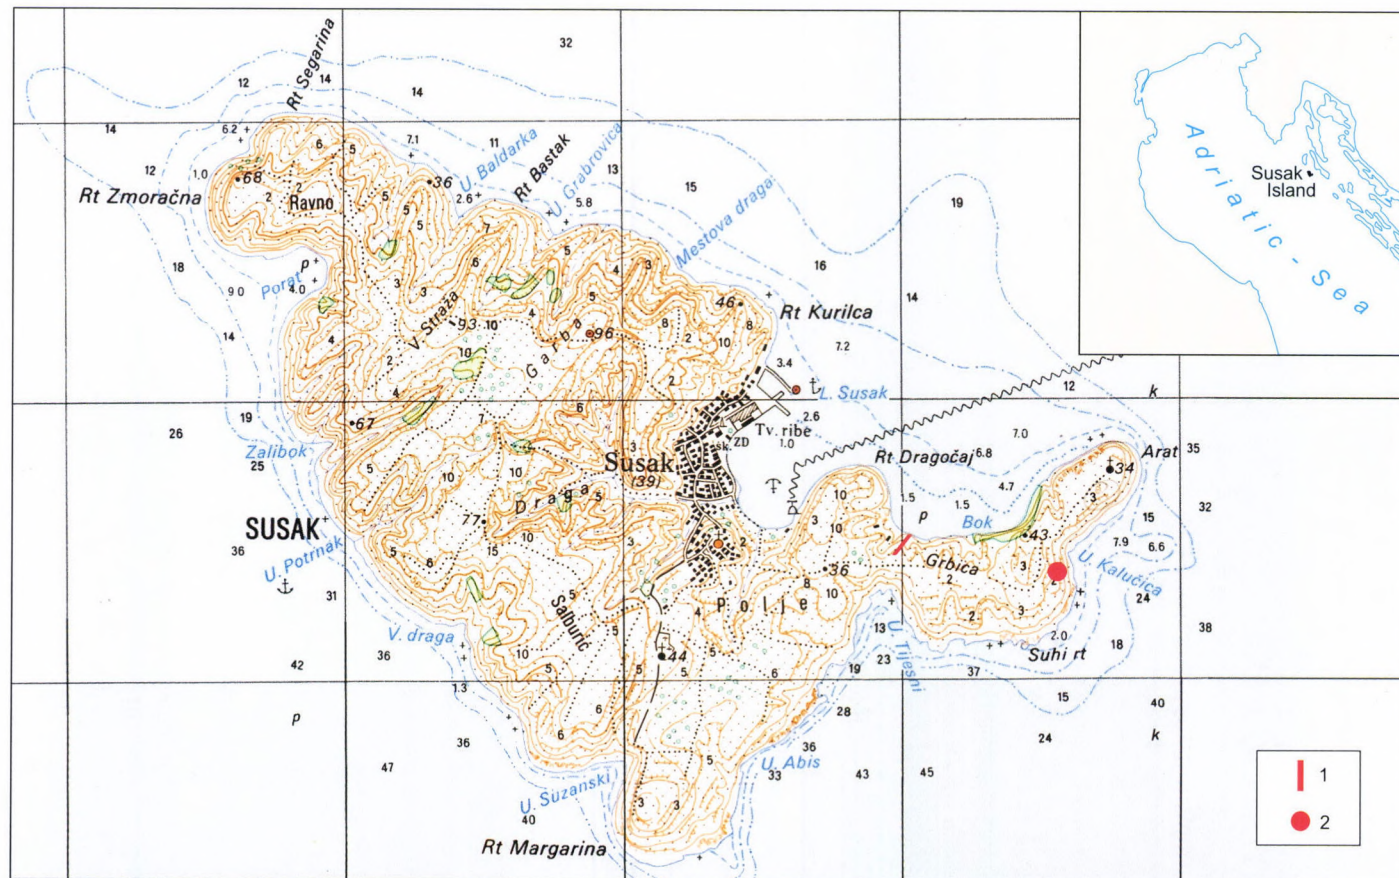 32
Rt Segarina
12
14
14
14
6.2
7.1
11
U. Baldarka
Rt Bastak
U. Grabrovica
13
12
1.0
68
36
2.6
5.8
15
19
Rt Zmoračna
Ravno
Mestova draga
18
p
16
Porat
4.0
9 0
14
46
Rt Kurilca
14
V. Straža
93
Garba
96
7.2
3.4
L. Susak
12
k
19
26
67
2.6
Tv. ribe
ZD
šk.
1.0
7.0
Zalibok
25
Susak
(39)
Rt Dragočaj
6.8
Arat
35
34
4.7
Draga
77
1.5
1.5
32
SUSAK
p
Bok
15
43
7.9
6.6
36
U. Potrnak
31
36
Grbica
U. Kalučica
24
Salburić
Polje
38
V. draga
13
U. Trjesni
2.0
Suhi rt
18
36
44
42
23
37
1.3
19
15
p
28
40
36
24
k
36
47
U. Abis
33
43
45
U. Suzanski
40
Rt Margarina
Adriatic - Sea
Susak
Island
1
2